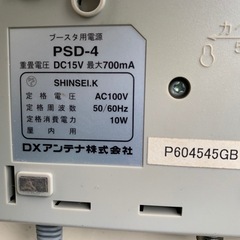 ブースタ用電源
PSD-4
重畳電圧 DC15V 最大700mA
SHINSEI.K
定格電圧 AC100V
定格周波数 50/60Hz
定格消費電力 10W
屋内用
DXアンテナ株式会社
P604545GB